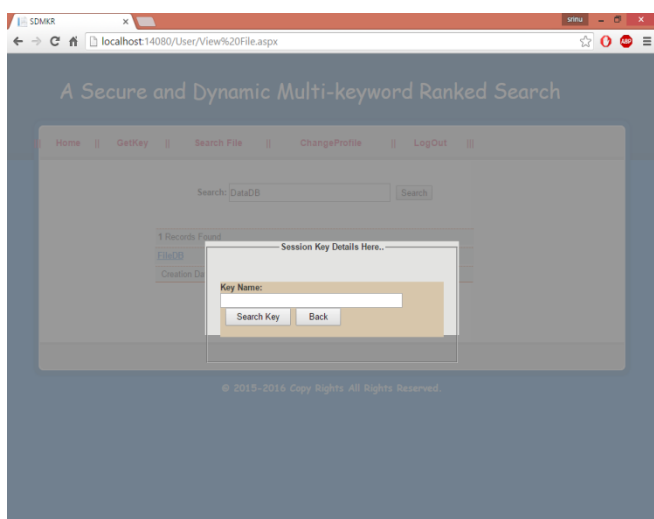 SDMKR
srinu
localhost:14080/User/View%20File.aspx
ABP
A Secure and Dynamic Multi-keyword Ranked Search
|| Home || GetKey || Search File || ChangeProfile || LogOut |||
Search: DataDB Search
1 Records Found
FileDB
Creation Da
Session Key Details Here..
Key Name:
Search Key Back
© 2015-2016 Copy Rights All Rights Reserved.